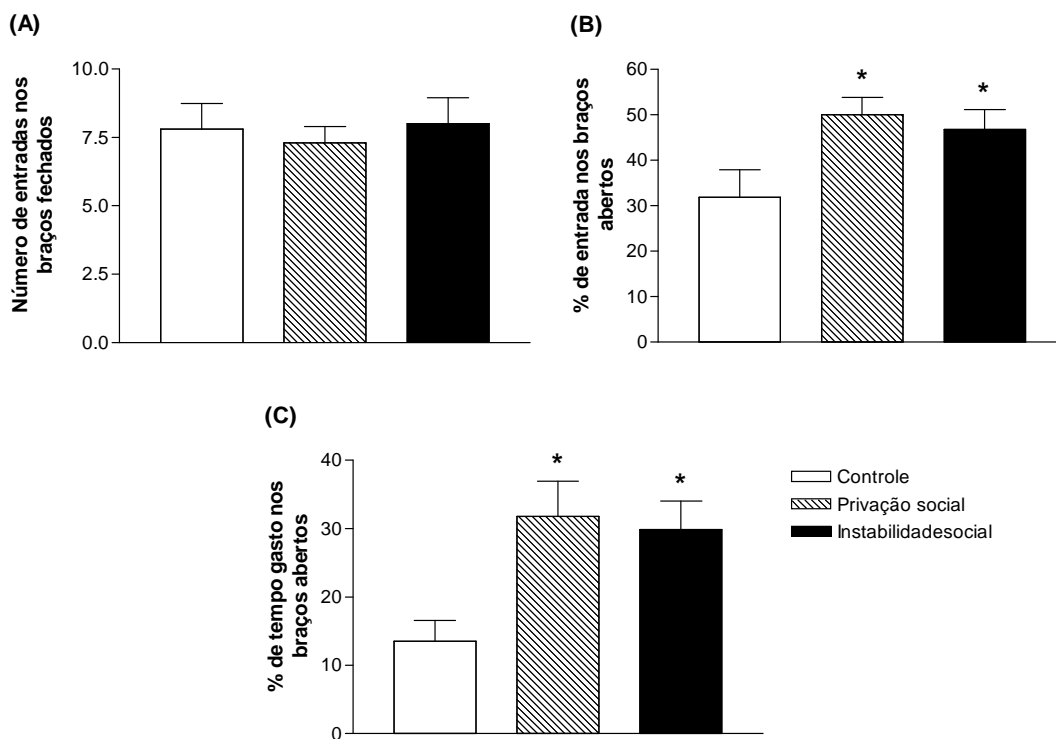 (A)
Número de entradas nos
braços fechados
10.0
7.5
5.0
2.5
0.0
(B)
% de entrada nos braços
abertos
60
50
40
30
20
10
0
*
*
(C)
% de tempo gasto nos
braços abertos
40
30
20
10
0
*
*
Controle
Privação social
Instabilidadesocial